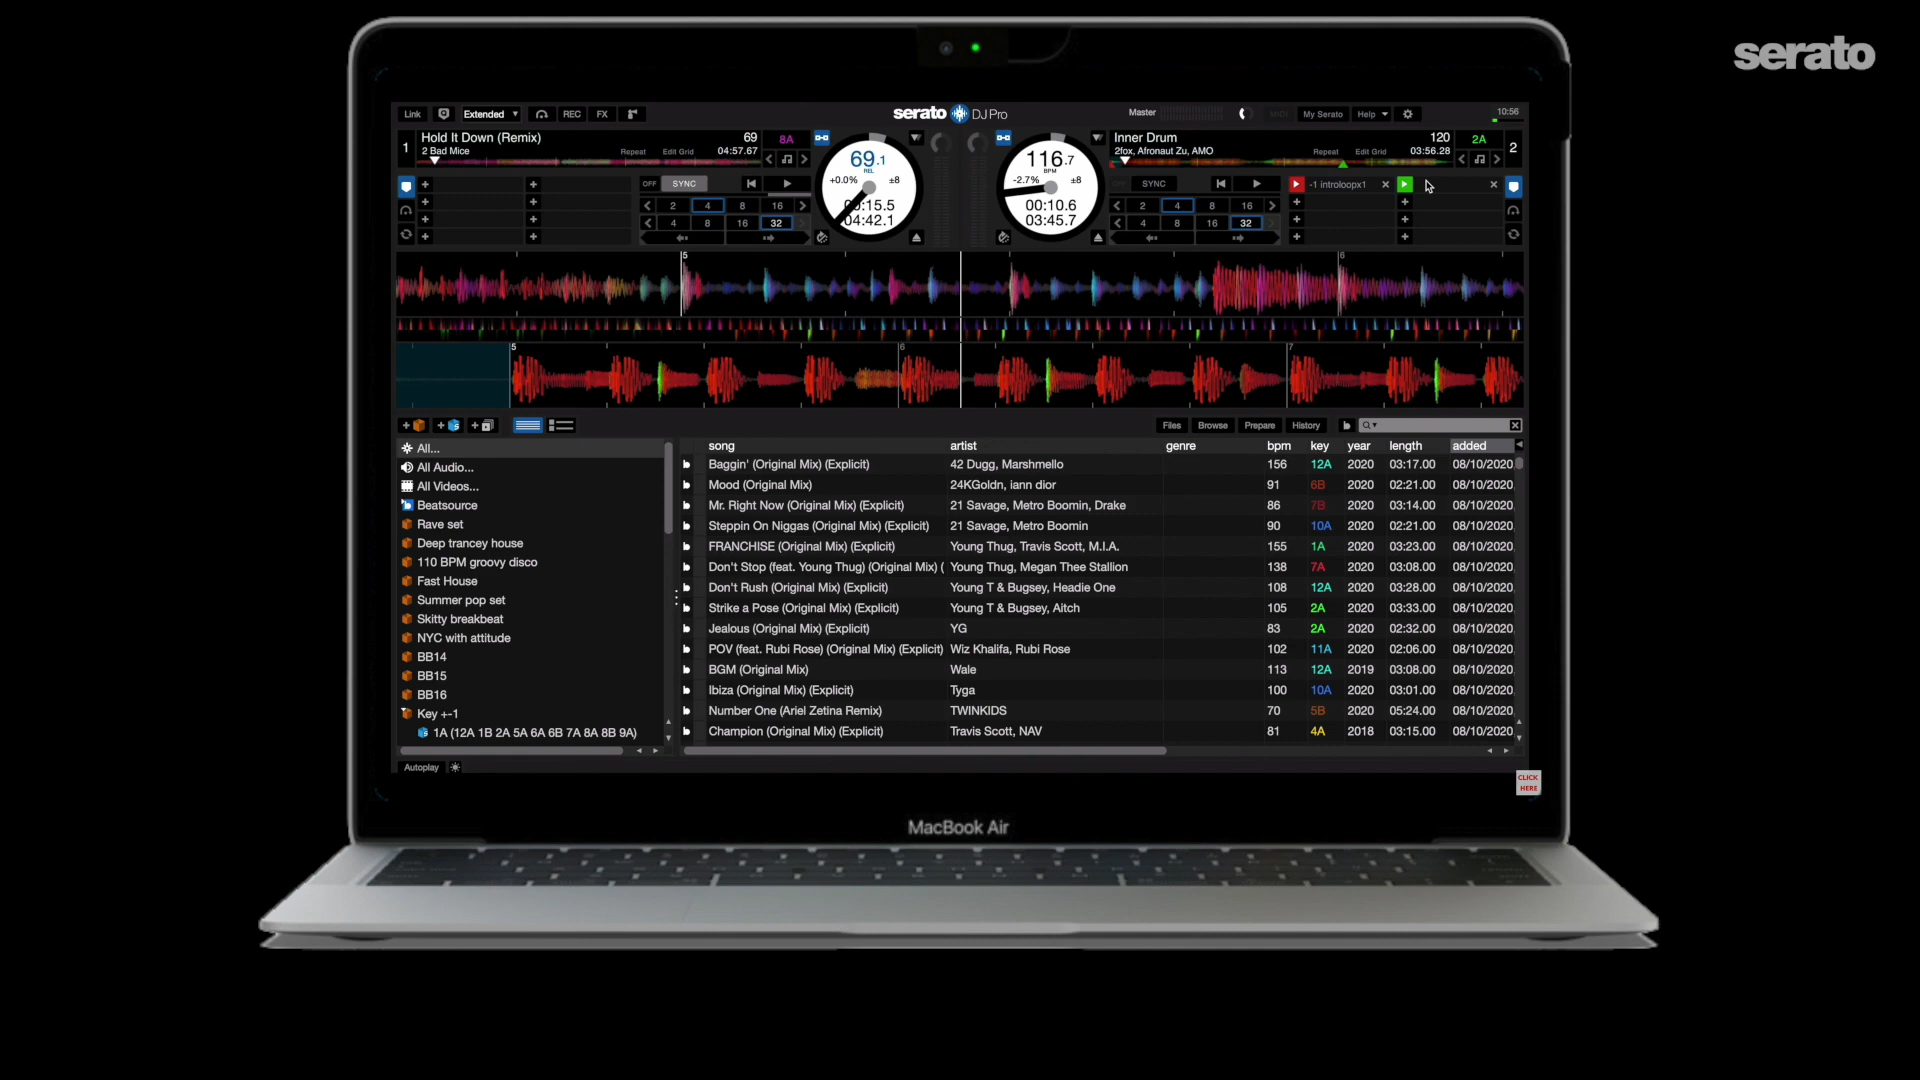 serato
Link Extended REC FX serato DJ Pro Master MIDI My Serato Help 10:56
1 Hold It Down (Remix) 69 8A
2 Bad Mice Repeat Edit Grid 04:57.67
69.1
REL
+0.0% ±8
00:15.5
04:42.1
116.7
BPM
-2.7% ±8
00:10.6
03:45.7
Inner Drum 120 2A 2
2fox, Afronaut Zu, AMO Repeat Edit Grid 03:56.28
OFF SYNC
2 4 8 16
4 8 16 32
SYNC
2 4 8 16
4 8 16 32
-1 introloopx1
5 6
5 6 7
Files Browse Prepare History
All...
All Audio...
All Videos...
Beatsource
Rave set
Deep trancey house
110 BPM groovy disco
Fast House
Summer pop set
Skitty breakbeat
NYC with attitude
BB14
BB15
BB16
Key +-1
1A (12A 1B 2A 5A 6A 6B 7A 8A 8B 9A)
song artist genre bpm key year length added
Baggin' (Original Mix) (Explicit) 42 Dugg, Marshmello 156 12A 2020 03:17.00 08/10/2020
Mood (Original Mix) 24KGoldn, iann dior 91 6B 2020 02:21.00 08/10/2020
Mr. Right Now (Original Mix) (Explicit) 21 Savage, Metro Boomin, Drake 86 7B 2020 03:14.00 08/10/2020
Steppin On Niggas (Original Mix) (Explicit) 21 Savage, Metro Boomin 90 10A 2020 02:21.00 08/10/2020
FRANCHISE (Original Mix) (Explicit) Young Thug, Travis Scott, M.I.A. 155 1A 2020 03:23.00 08/10/2020
Don't Stop (feat. Young Thug) (Original Mix) ( Young Thug, Megan Thee Stallion 138 7A 2020 03:08.00 08/10/2020
Don't Rush (Original Mix) (Explicit) Young T & Bugsey, Headie One 108 12A 2020 03:28.00 08/10/2020
Strike a Pose (Original Mix) (Explicit) Young T & Bugsey, Aitch 105 2A 2020 03:33.00 08/10/2020
Jealous (Original Mix) (Explicit) YG 83 2A 2020 02:32.00 08/10/2020
POV (feat. Rubi Rose) (Original Mix) (Explicit) Wiz Khalifa, Rubi Rose 102 11A 2020 02:06.00 08/10/2020
BGM (Original Mix) Wale 113 12A 2019 03:08.00 08/10/2020
Ibiza (Original Mix) (Explicit) Tyga 100 10A 2020 03:01.00 08/10/2020
Number One (Ariel Zetina Remix) TWINKIDS 70 5B 2020 05:24.00 08/10/2020
Champion (Original Mix) (Explicit) Travis Scott, NAV 81 4A 2018 03:15.00 08/10/2020
Autoplay
CLICK
HERE
MacBook Air